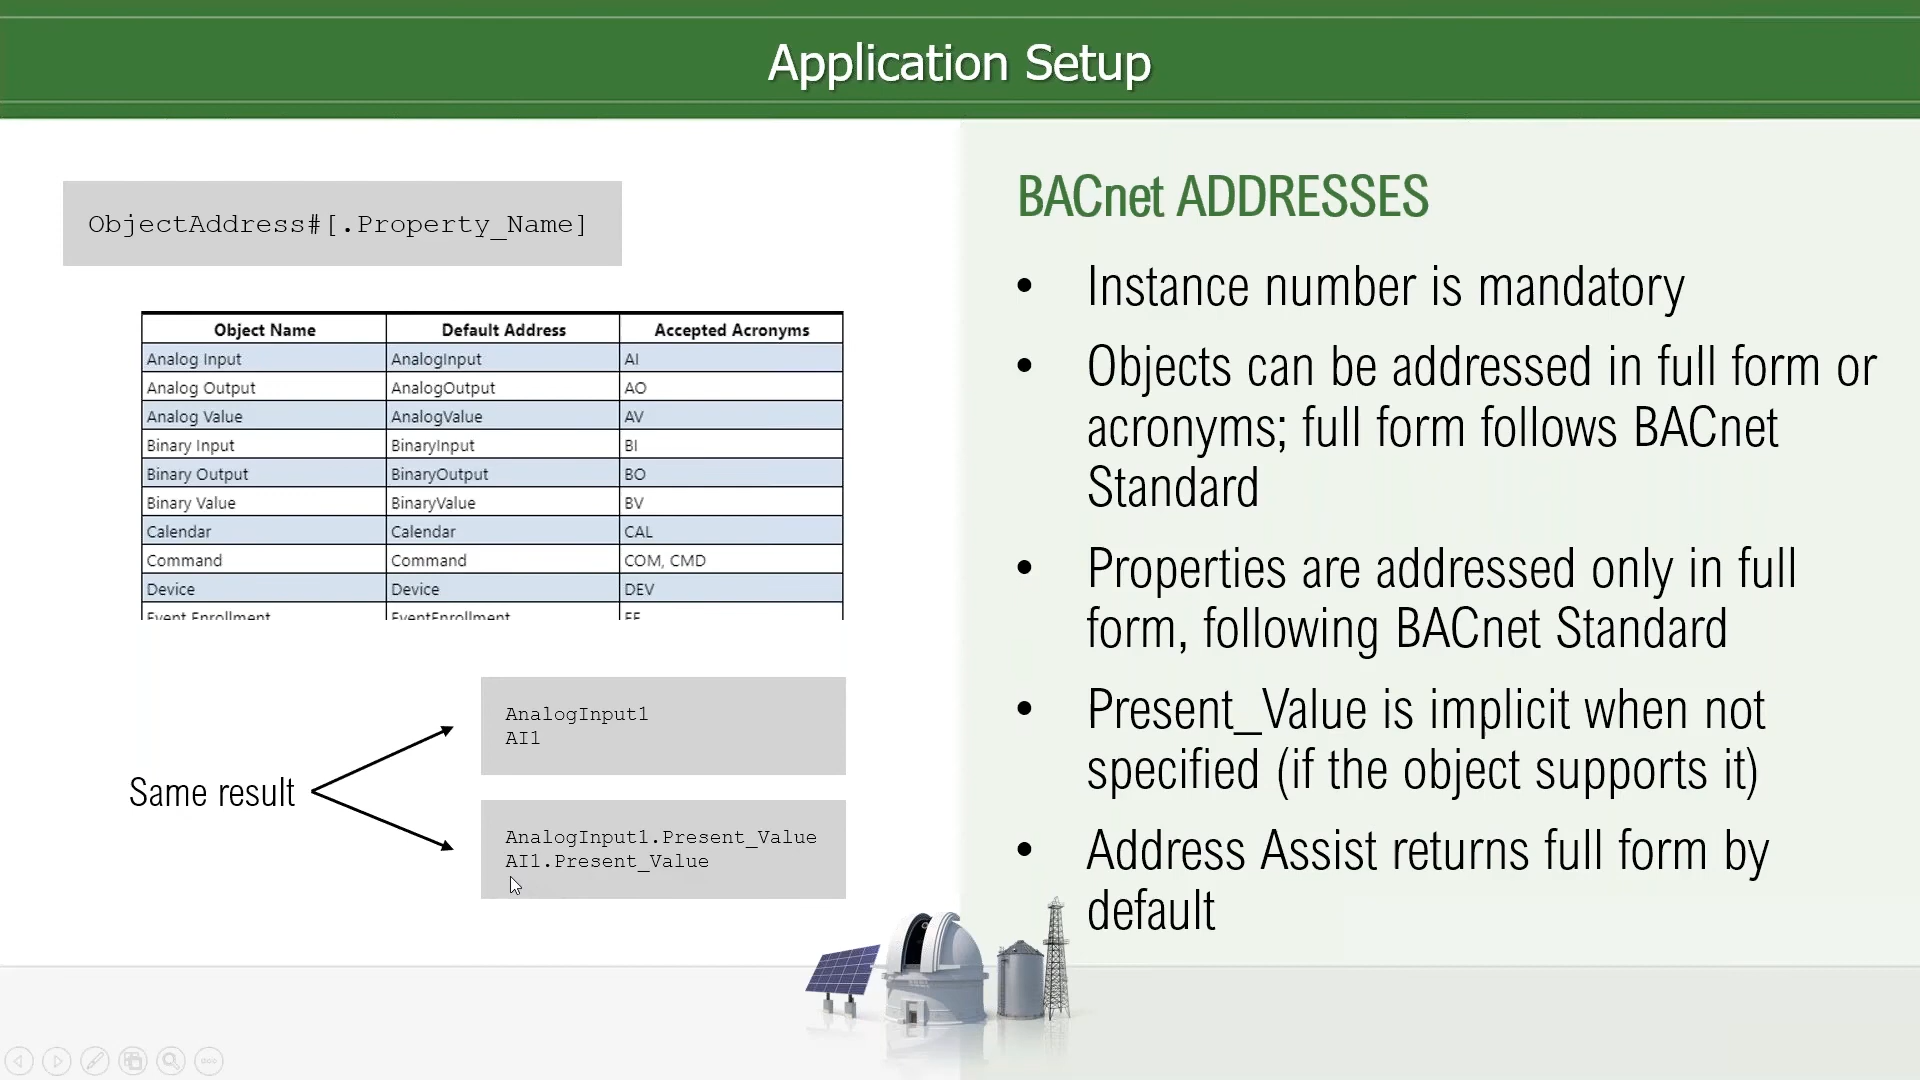 Application Setup
ObjectAddress#[.Property_Name]
Object Name Default Address Accepted Acronyms
Analog Input AnalogInput AI
Analog Output AnalogOutput AO
Analog Value AnalogValue AV
Binary Input BinaryInput BI
Binary Output BinaryOutput BO
Binary Value BinaryValue BV
Calendar Calendar CAL
Command Command COM, CMD
Device Device DEV
Event Enrollment EventEnrollment EE
Same result
AnalogInput1
AI1
AnalogInput1.Present_Value
AI1.Present_Value
BACnet ADDRESSES
• Instance number is mandatory
• Objects can be addressed in full form or
acronyms; full form follows BACnet
Standard
• Properties are addressed only in full
form, following BACnet Standard
• Present_Value is implicit when not
specified (if the object supports it)
• Address Assist returns full form by
default